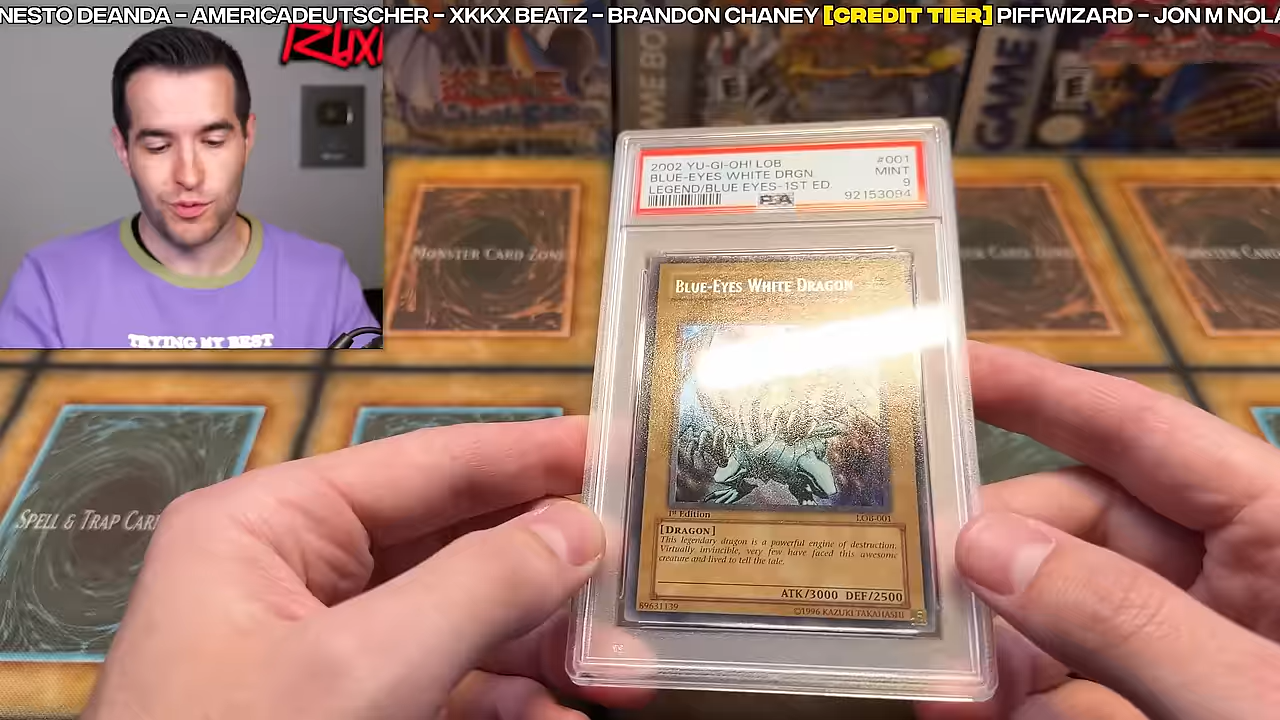 NESTO DEANDA – AMERICADEUTSCHER – XKKX BEATZ – BRANDON CHANEY [CREDIT TIER] PIFFWIZARD – JON M NOLA
TRYING MY BEST
GAME BOY
GAME
E
MONSTER CARD ZONE
SPELL & TRAP CAR
2002 YU-GI-OH! LOB #001
BLUE-EYES WHITE DRGN MINT
LEGEND/BLUE EYES-1ST ED 9
PSA 92153094
BLUE-EYES WHITE DRAGON
1st Edition LOB-001
[DRAGON]
This legendary dragon is a powerful engine of destruction.
Virtually invincible, very few have faced this awesome
creature and lived to tell the tale.
ATK/3000 DEF/2500
89631139 ©1996 KAZUKI TAKAHASHI